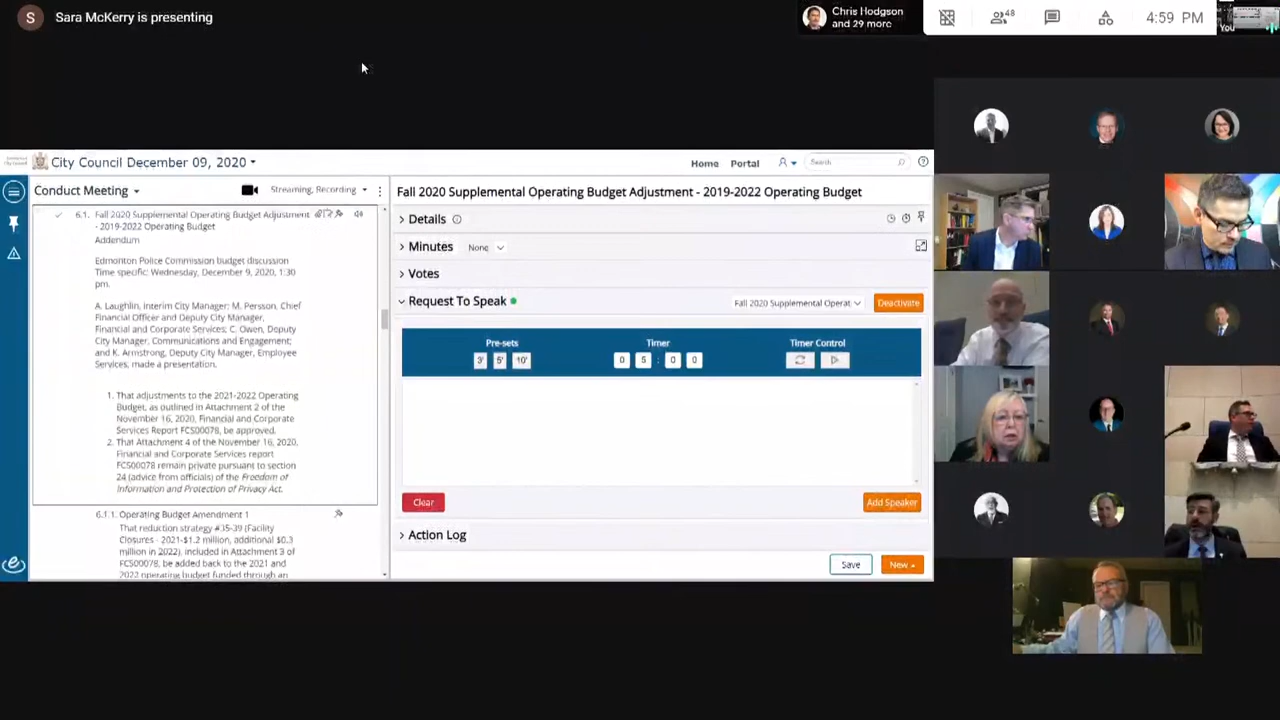 S Sara McKerry is presenting
Chris Hodgson
and 29 more
48
4:59 PM
You
City Council December 09, 2020
Home Portal Search
Conduct Meeting Streaming, Recording
6.1. Fall 2020 Supplemental Operating Budget Adjustment
- 2019-2022 Operating Budget
Addendum
Edmonton Police Commission budget discussion
Time specific: Wednesday, December 9, 2020, 1:30
pm.
A. Laughlin, Interim City Manager; M. Persson, Chief
Financial Officer and Deputy City Manager,
Financial and Corporate Services; C. Owen, Deputy
City Manager, Communications and Engagement;
and K. Armstrong, Deputy City Manager, Employee
Services, made a presentation.
1. That adjustments to the 2021-2022 Operating
Budget, as outlined in Attachment 2 of the
November 16, 2020, Financial and Corporate
Services Report FCS00078, be approved.
2. That Attachment 4 of the November 16, 2020,
Financial and Corporate Services report
FCS00078 remain private pursuant to section
24 (advice from officials) of the Freedom of
Information and Protection of Privacy Act.
6.1.1. Operating Budget Amendment 1
That reduction strategy #35-39 (Facility
Closures - 2021-$1.2 million, additional $0.3
million in 2022), included in Attachment 3 of
FCS00078, be added back to the 2021 and
2022 operating budget funded through an
Fall 2020 Supplemental Operating Budget Adjustment - 2019-2022 Operating Budget
Details
Minutes None
Votes
Request To Speak Fall 2020 Supplemental Operat Deactivate
Pre-sets Timer Timer Control
3' 5' 10' 0 5 : 0 0
Clear Add Speaker
Action Log
Save New